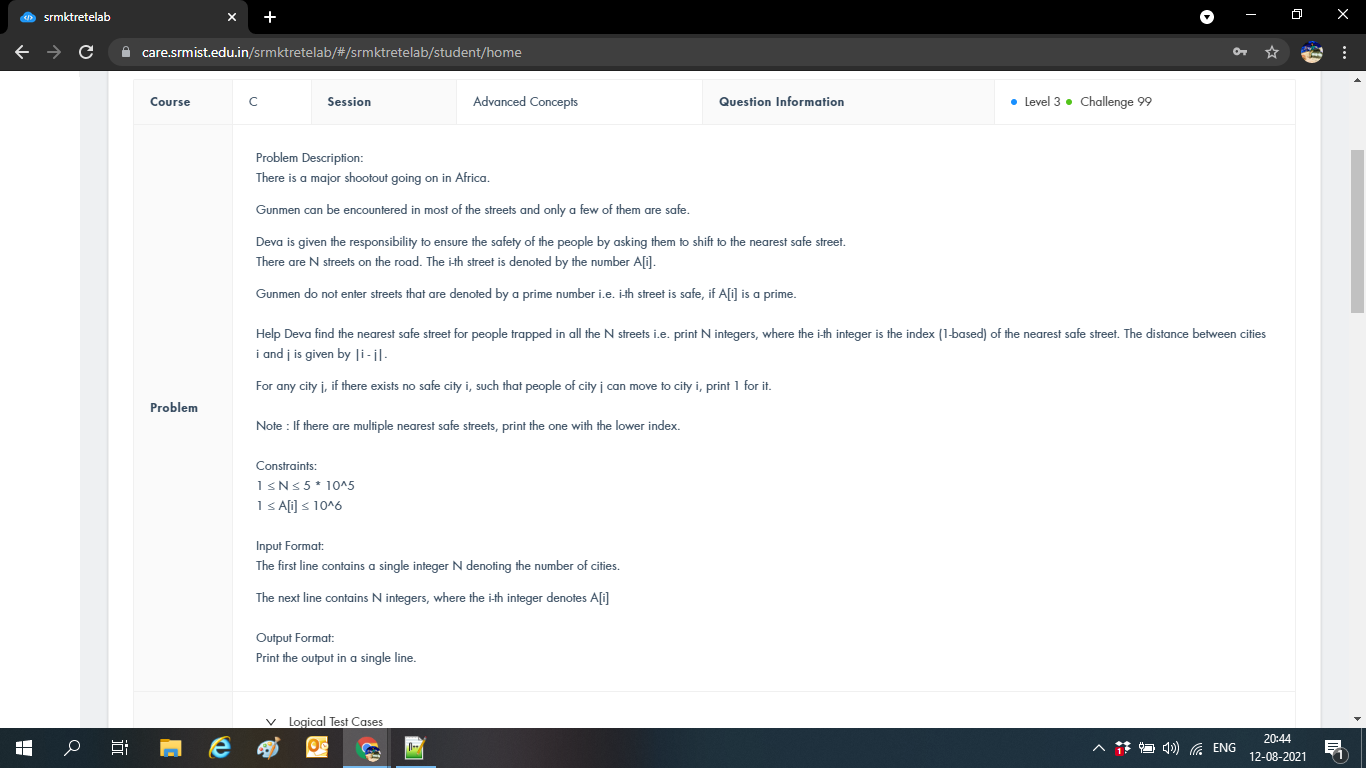 srmktretelab
care.srmist.edu.in/srmktretelab/#/srmktretelab/student/home
Course C Session Advanced Concepts Question Information Level 3 Challenge 99
Problem
Problem Description:
There is a major shootout going on in Africa.
Gunmen can be encountered in most of the streets and only a few of them are safe.
Deva is given the responsibility to ensure the safety of the people by asking them to shift to the nearest safe street.
There are N streets on the road. The i-th street is denoted by the number A[i].
Gunmen do not enter streets that are denoted by a prime number i.e. i-th street is safe, if A[i] is a prime.
Help Deva find the nearest safe street for people trapped in all the N streets i.e. print N integers, where the i-th integer is the index (1-based) of the nearest safe street. The distance between cities
i and j is given by |i - j|.
For any city j, if there exists no safe city i, such that people of city j can move to city i, print 1 for it.
Note : If there are multiple nearest safe streets, print the one with the lower index.
Constraints:
1 ≤ N ≤ 5 * 10^5
1 ≤ A[i] ≤ 10^6
Input Format:
The first line contains a single integer N denoting the number of cities.
The next line contains N integers, where the i-th integer denotes A[i]
Output Format:
Print the output in a single line.
Logical Test Cases
ENG
20:44
12-08-2021
1